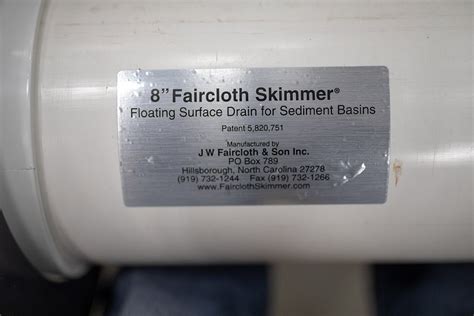 8" Faircloth Skimmer®
Floating Surface Drain for Sediment Basins
Patent 5,820,751
Manufactured by
J W Faircloth & Son Inc.
PO Box 789
Hillsborough, North Carolina 27278
(919) 732-1244 Fax (919) 732-1266
www.FairclothSkimmer.com